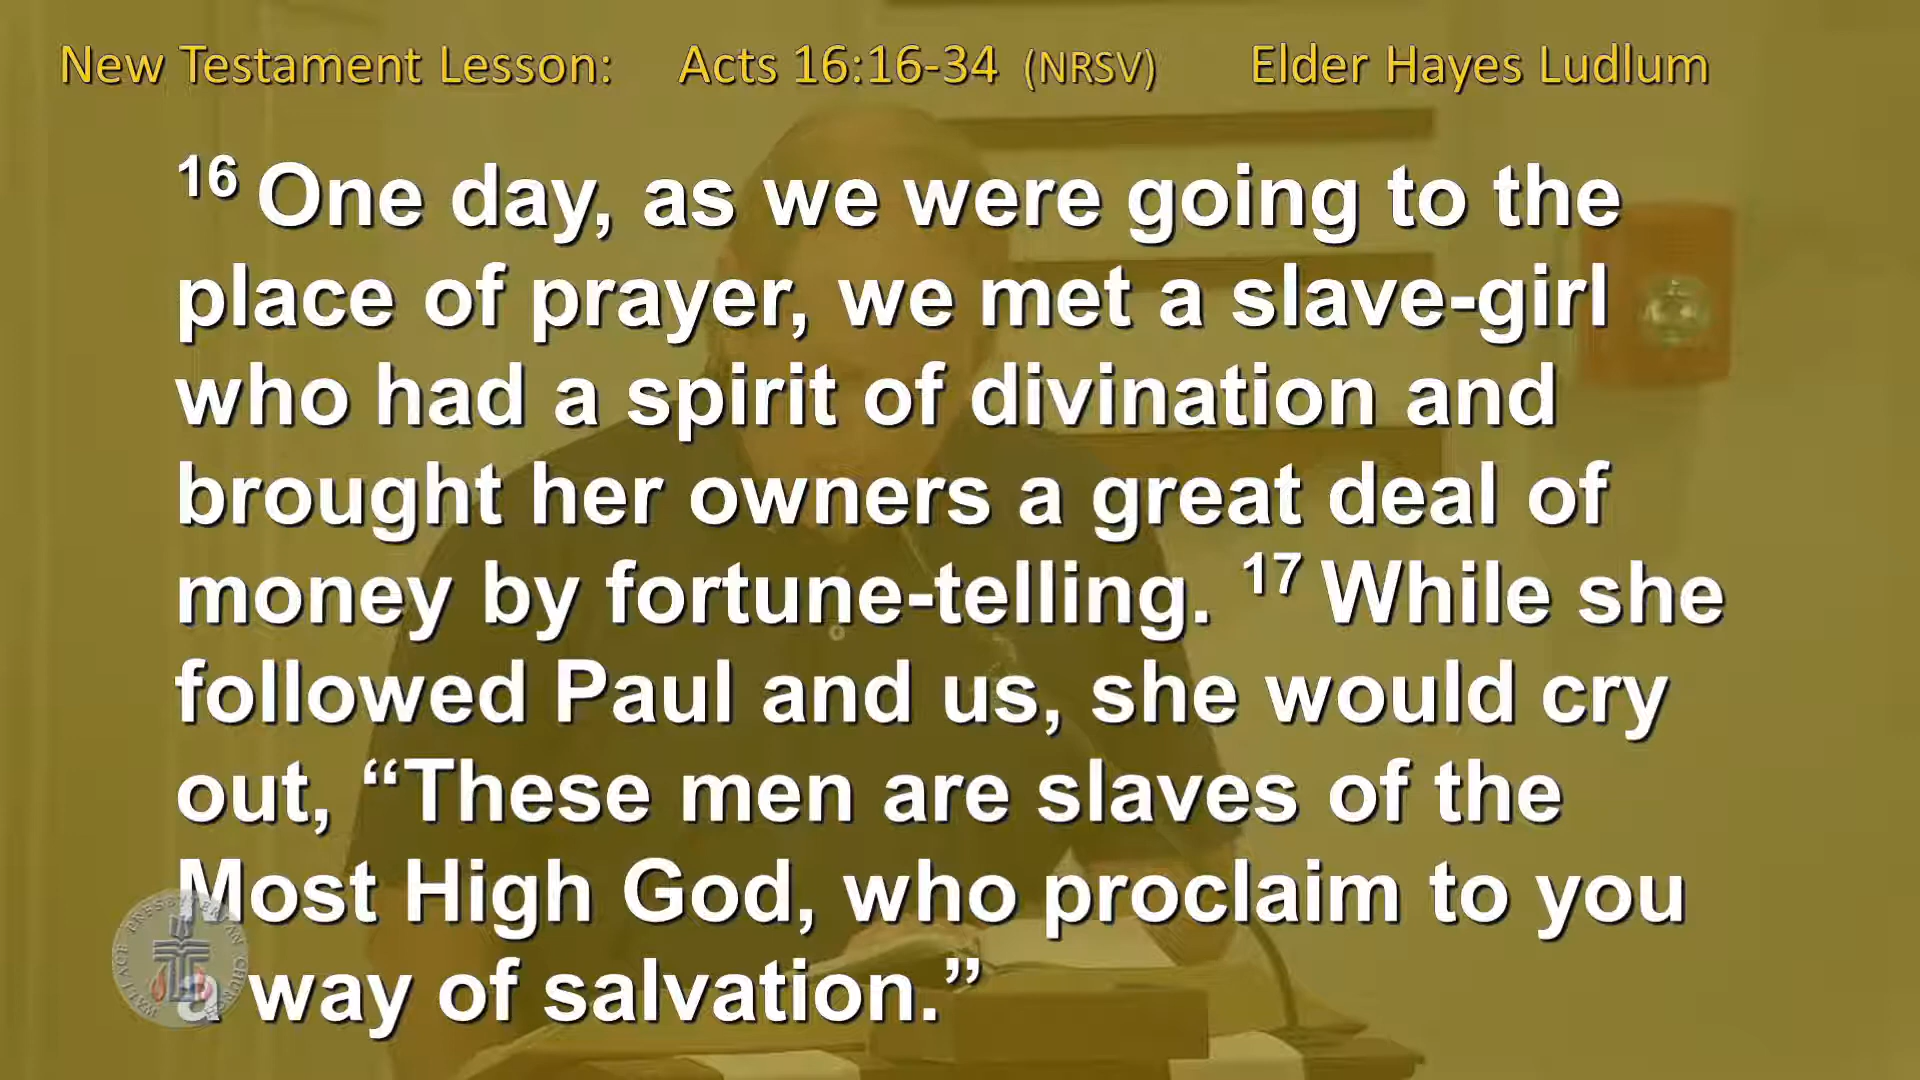 New Testament Lesson: Acts 16:16-34 (NRSV) Elder Hayes Ludlum
16 One day, as we were going to the
place of prayer, we met a slave-girl
who had a spirit of divination and
brought her owners a great deal of
money by fortune-telling. 17 While she
followed Paul and us, she would cry
out, “These men are slaves of the
Most High God, who proclaim to you
a way of salvation.”
WALLACE PRESBYTERIAN CHURCH